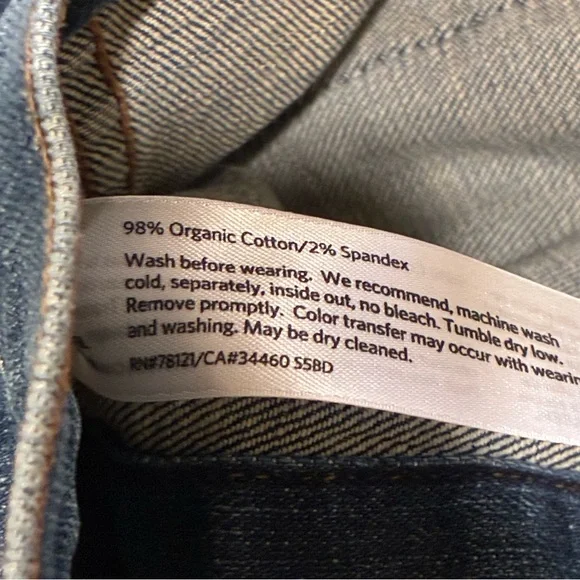 98% Organic Cotton/2% Spandex
Wash before wearing. We recommend, machine wash
cold, separately, inside out, no bleach. Tumble dry low.
Remove promptly. Color transfer may occur with wearin
and washing. May be dry cleaned.
RN#78121/CA#34460 S5BD